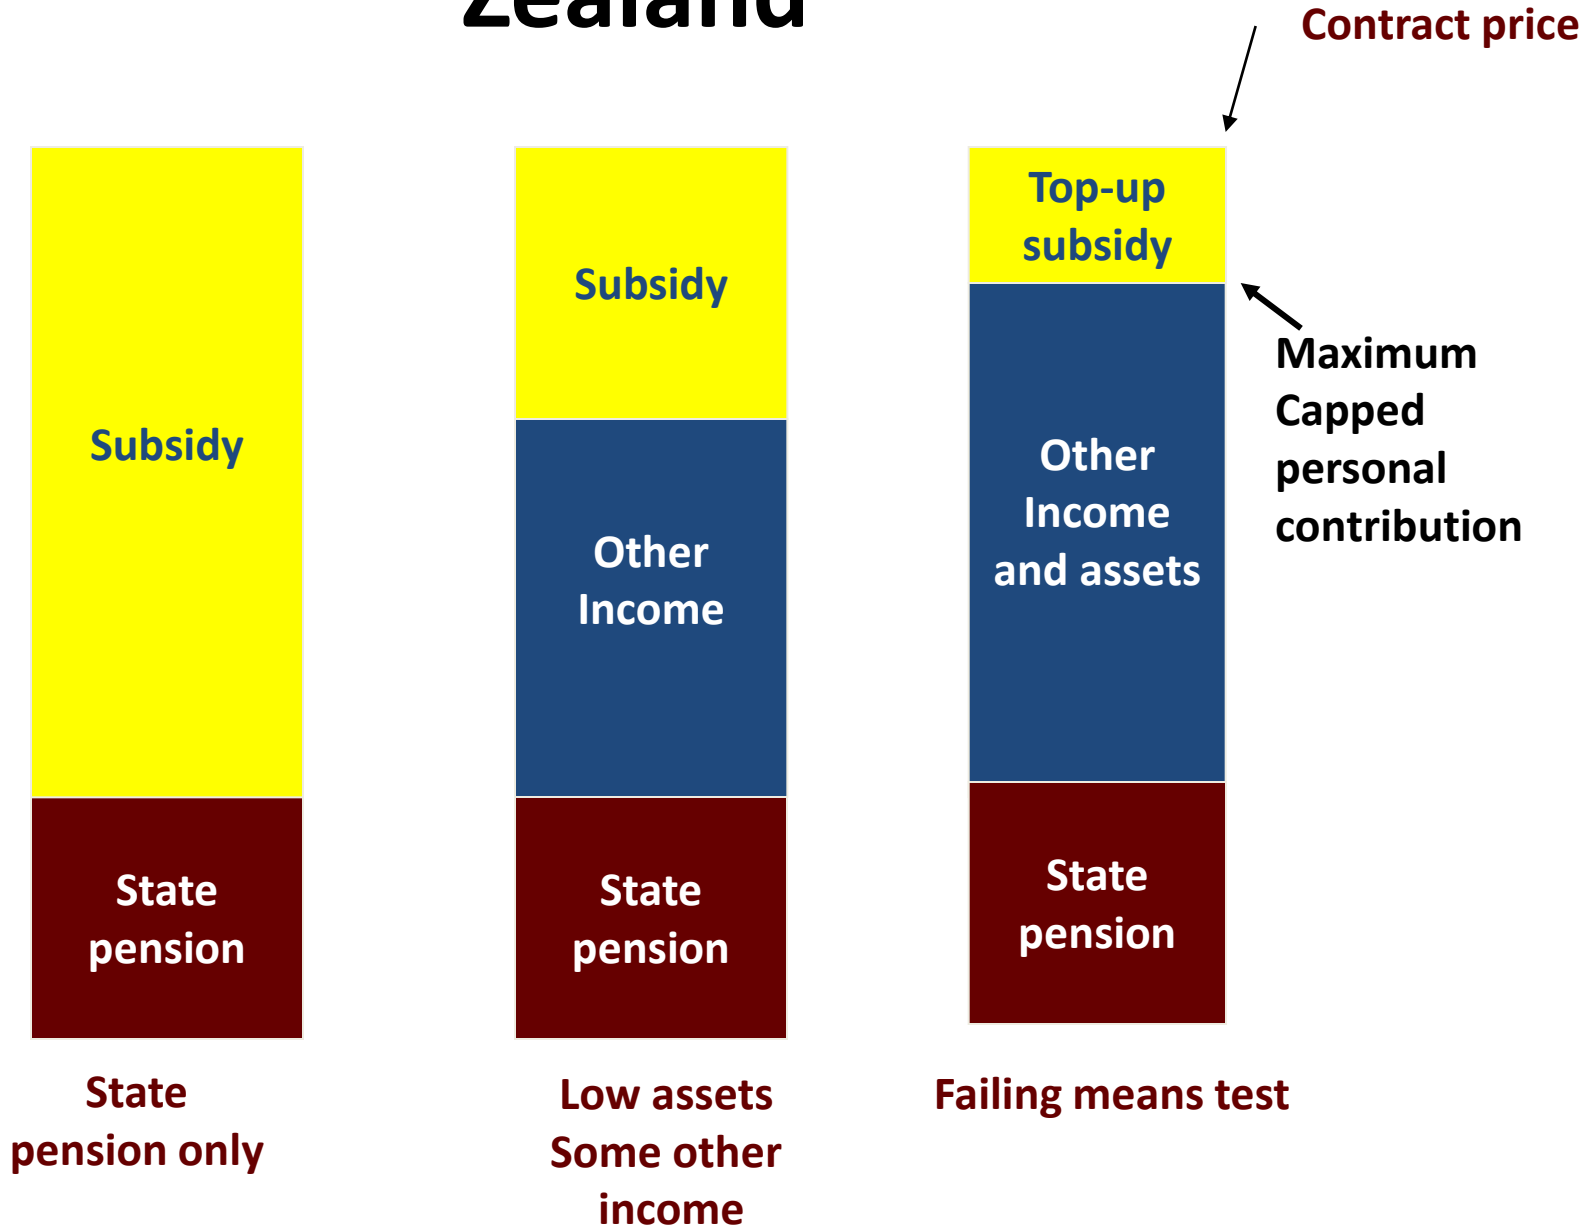 Zealand
Contract price
Subsidy
State
pension
State
pension only
Subsidy
Other
Income
State
pension
Low assets
Some other
income
Top-up
subsidy
Other
Income
and assets
State
pension
Failing means test
Maximum
Capped
personal
contribution